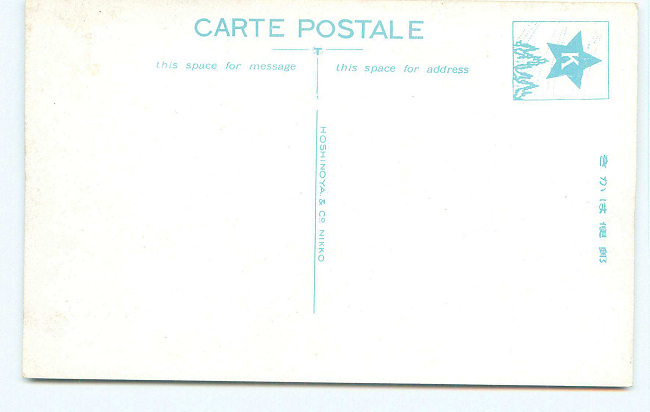 CARTE POSTALE
this space for message
this space for address
K
HOSHINOYA & Cº NIKKO
きかは便郵